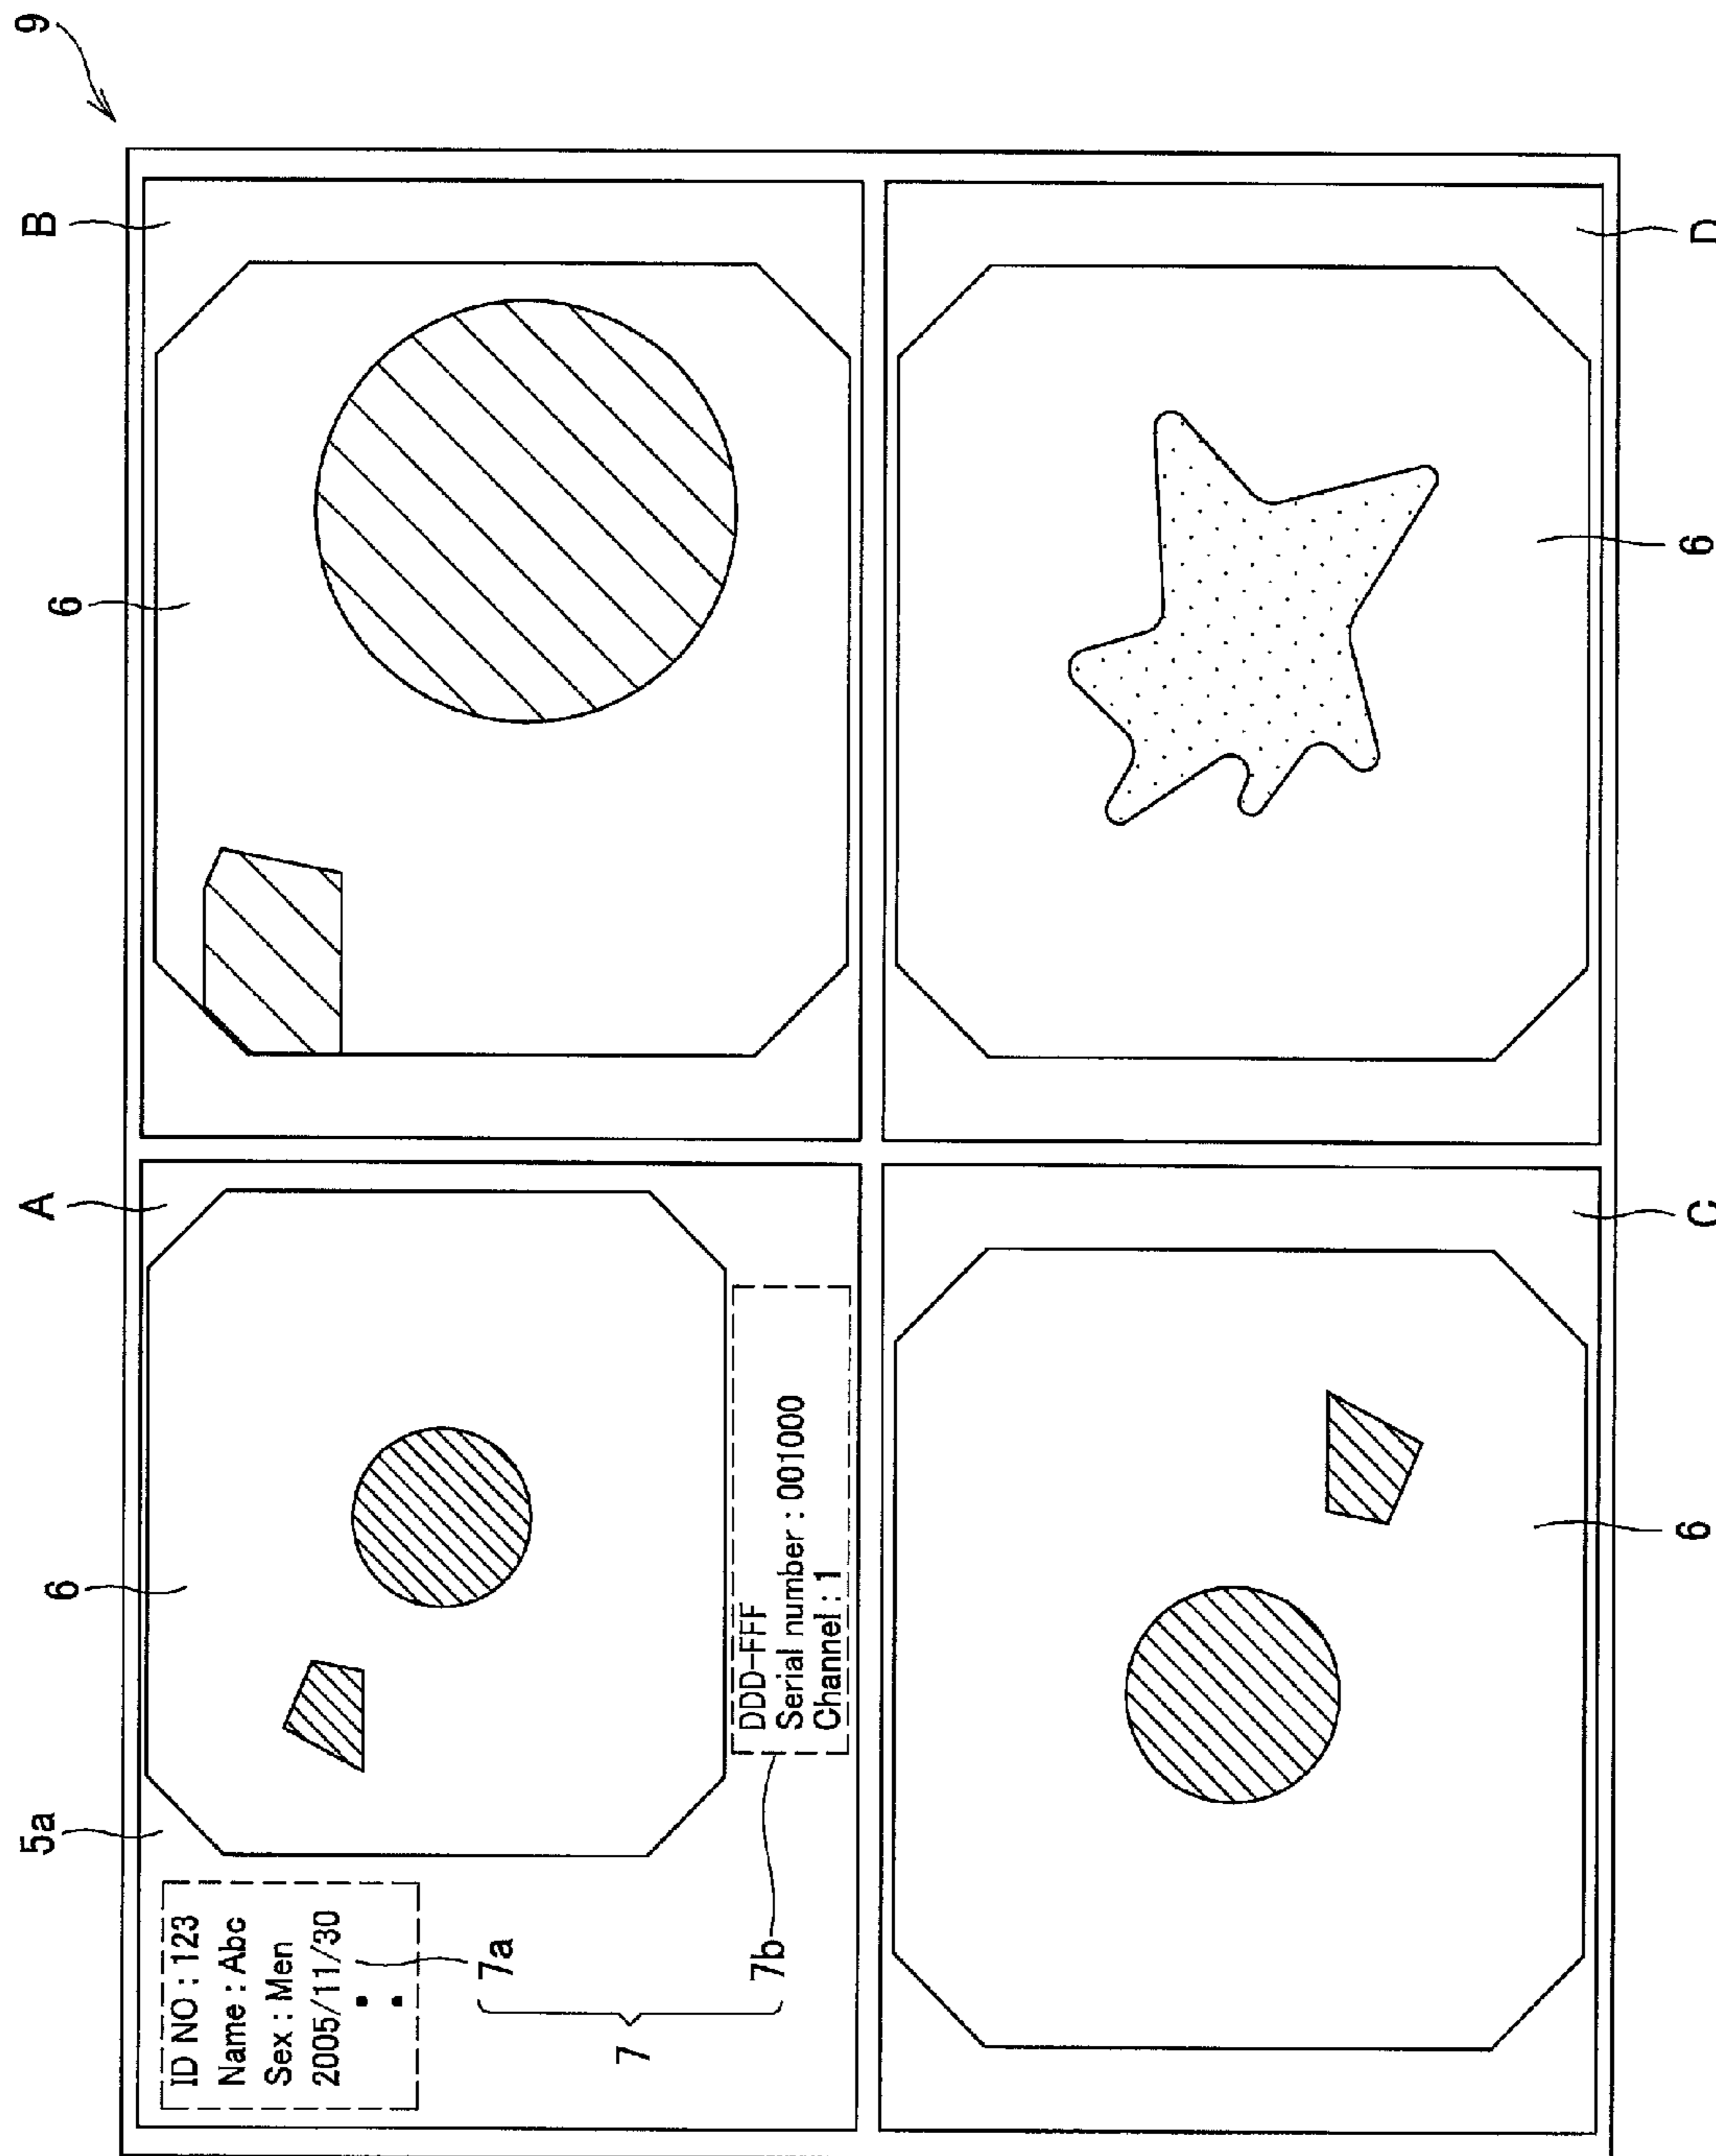 9
A
B
5a
6
6
ID NO : 123
Name : Abc
Sex : Men
2005/11/30
7a
7
7b
DDD-FFF
Serial number : 001000
Channel : 1
6
6
C
D